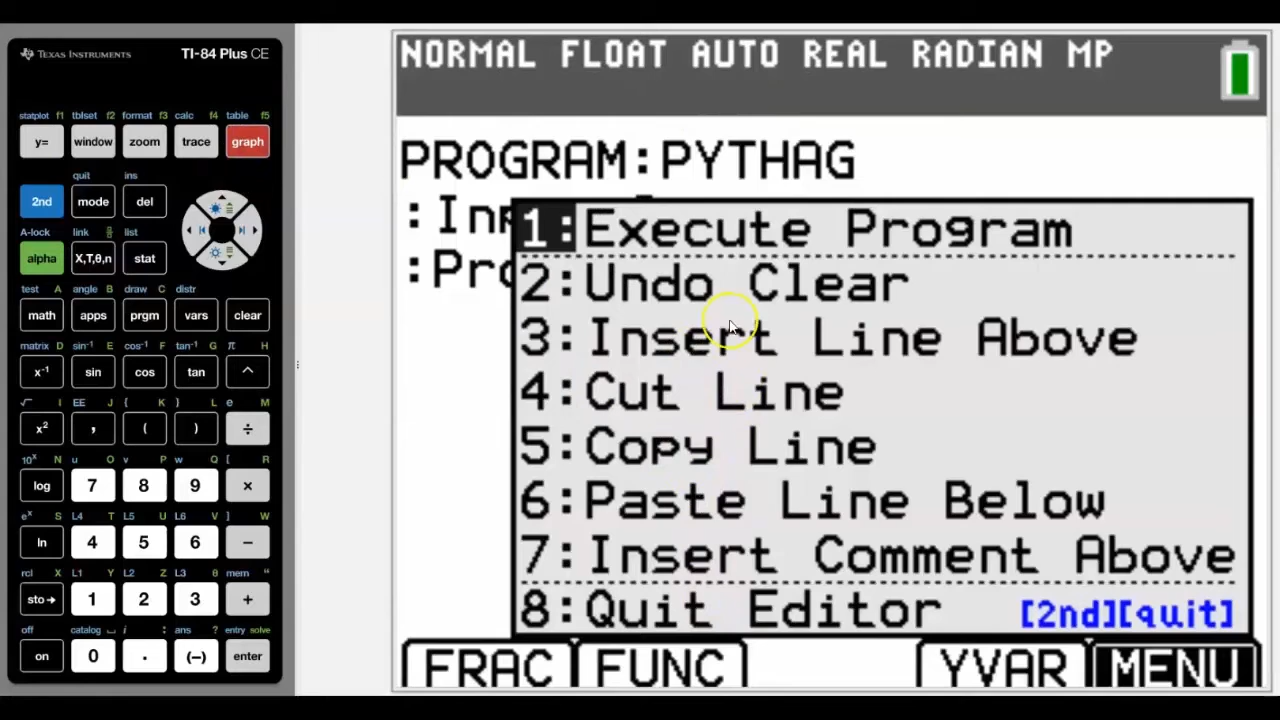 TEXAS INSTRUMENTS TI-84 Plus CE
statplot f1 tblset f2 format f3 calc f4 table f5
y= window zoom trace graph
quit ins
2nd mode del
A-lock link list
alpha X,T,θ,n stat
test A angle B draw C distr
math apps prgm vars clear
matrix D sin⁻¹ E cos⁻¹ F tan⁻¹ G π H
x⁻¹ sin cos tan ^
√ I EE J { K } L e M
x² , ( ) ÷
10ˣ N u O v P w Q [ R
log 7 8 9 ×
eˣ S L4 T L5 U L6 V ] W
ln 4 5 6 −
rcl X L1 Y L2 Z L3 θ mem "
sto→ 1 2 3 +
off catalog i : ans ? entry solve
on 0 . (−) enter
NORMAL FLOAT AUTO REAL RADIAN MP
PROGRAM:PYTHAG
:Inp
:Pro
1:Execute Program
2:Undo Clear
3:Insert Line Above
4:Cut Line
5:Copy Line
6:Paste Line Below
7:Insert Comment Above
8:Quit Editor [2nd][quit]
FRAC FUNC YVAR MENU